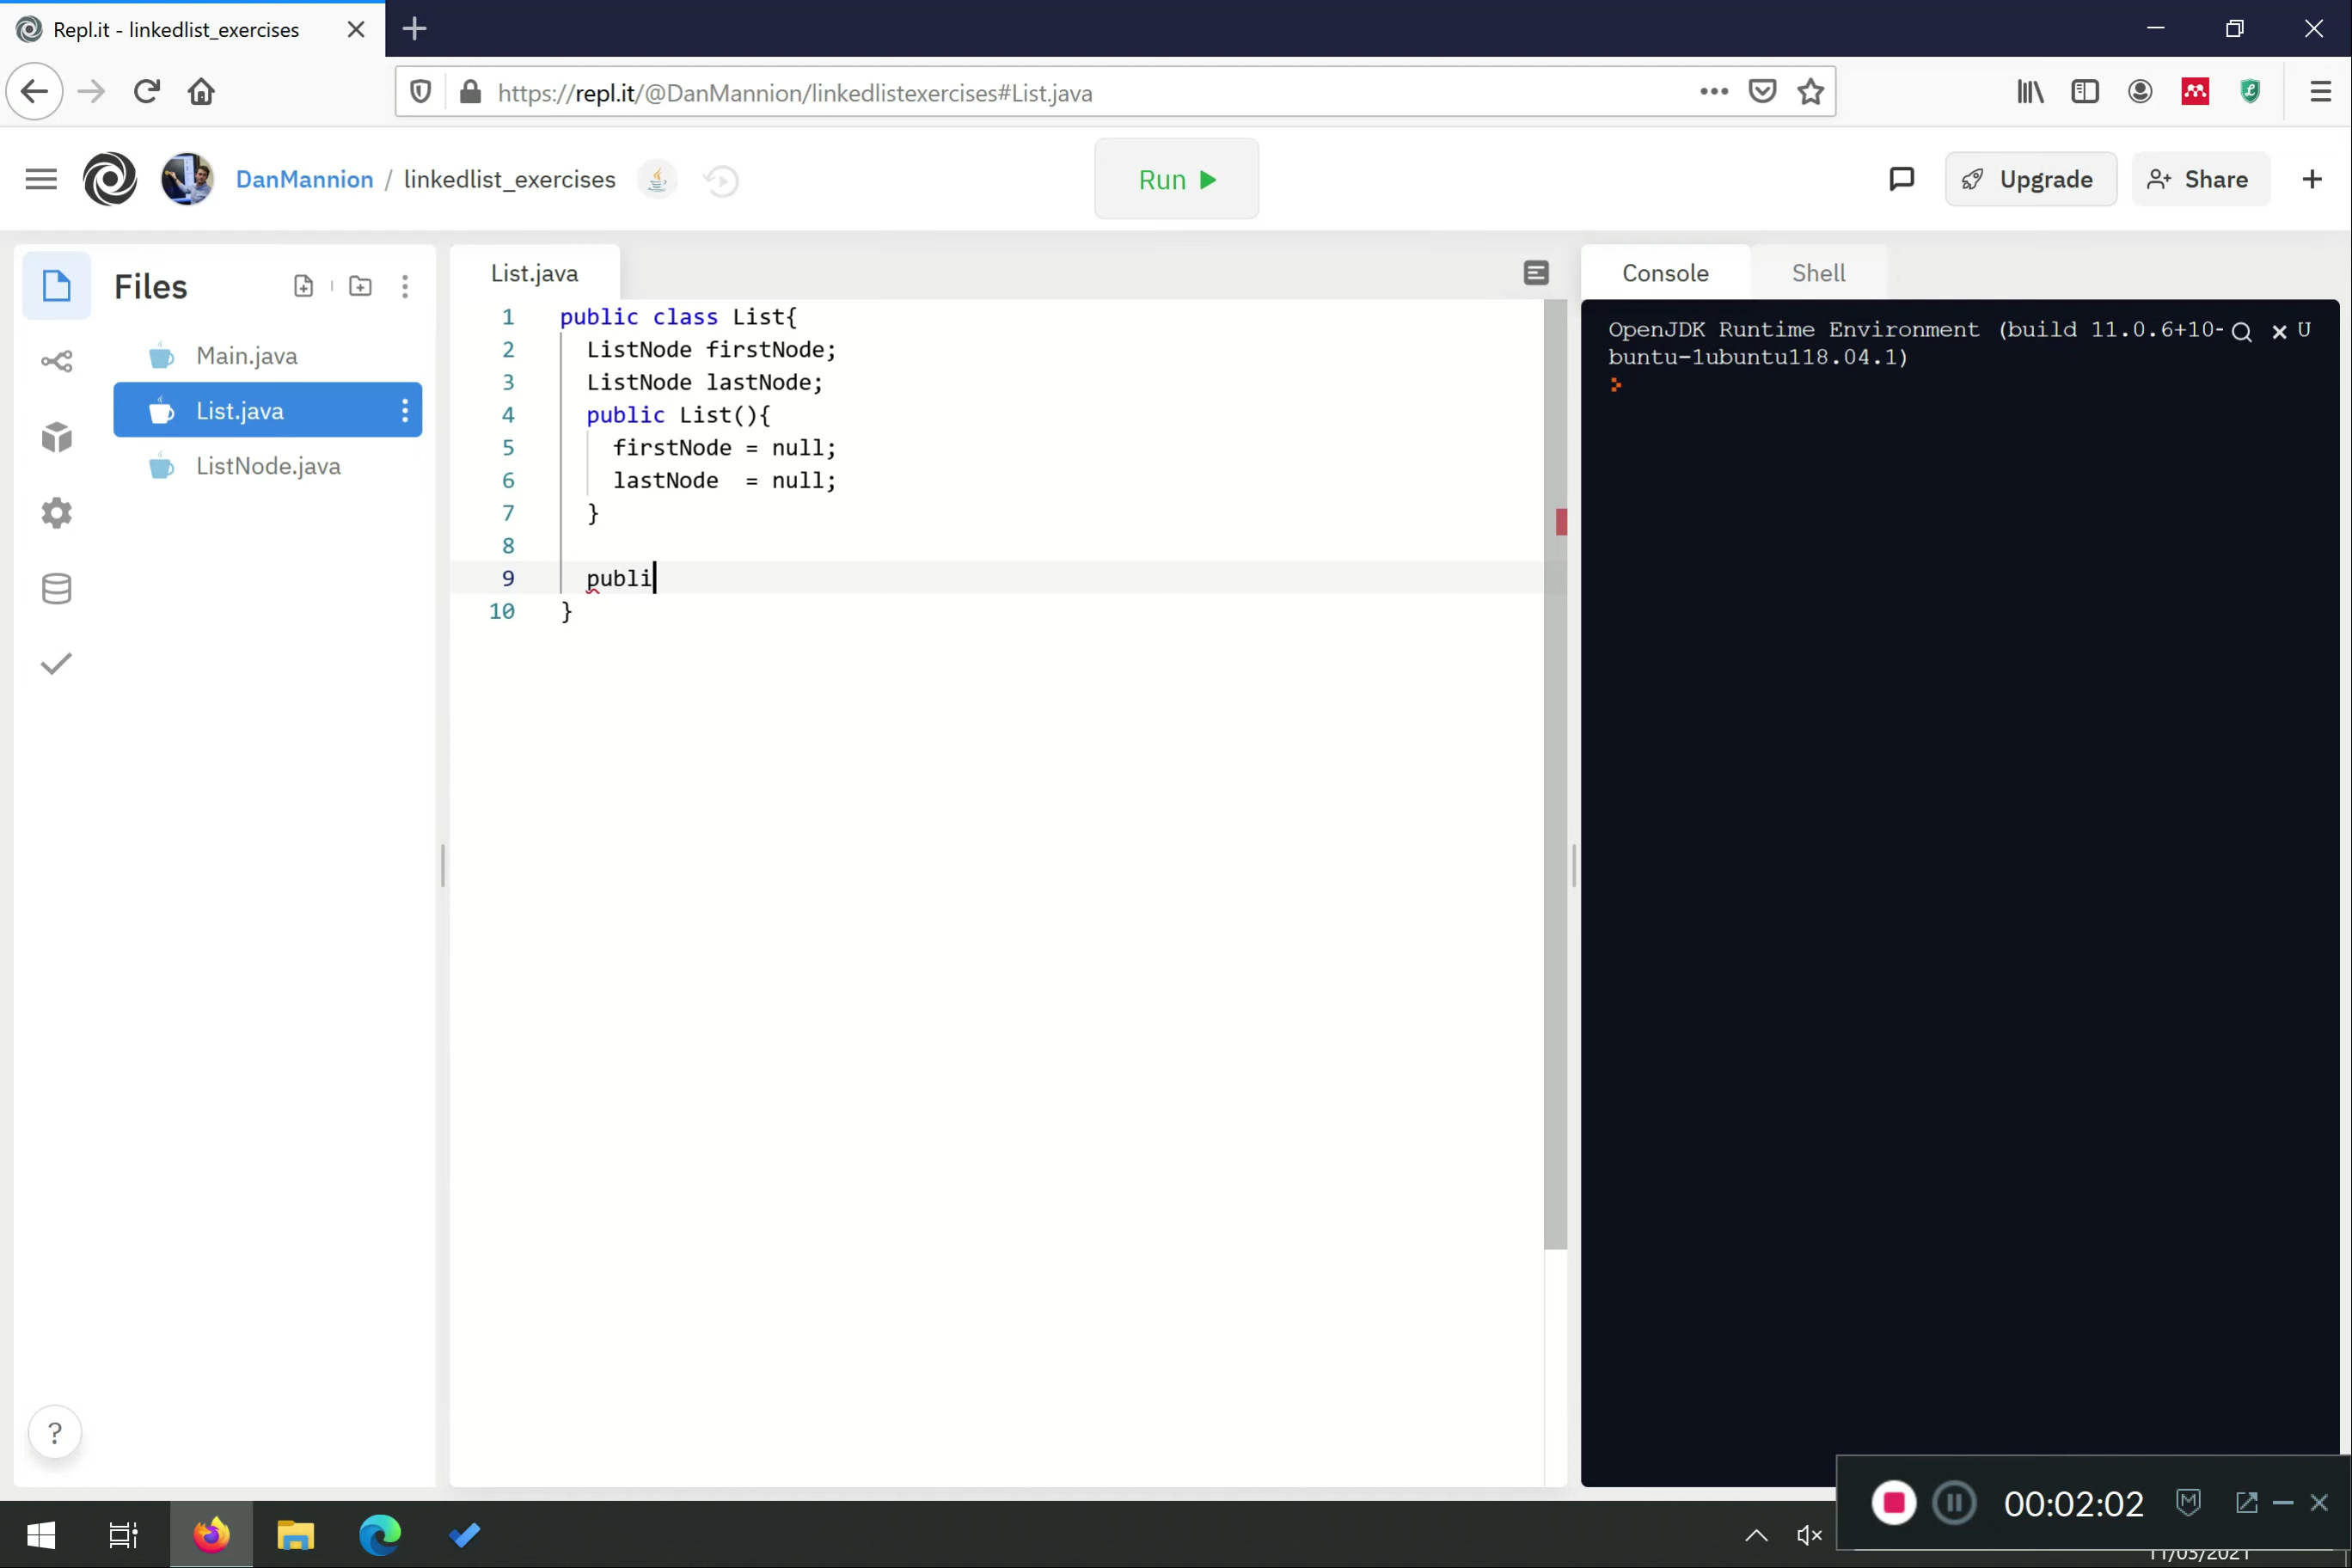 Repl.it - linkedlist_exercises
https://repl.it/@DanMannion/linkedlistexercises#List.java
DanMannion / linkedlist_exercises
Run
Upgrade
Share
Files
Main.java
List.java
ListNode.java
List.java
1 public class List{
2 ListNode firstNode;
3 ListNode lastNode;
4 public List(){
5 firstNode = null;
6 lastNode  = null;
7 }
8
9 publi
10 }
Console
Shell
OpenJDK Runtime Environment (build 11.0.6+10-U
buntu-1ubuntu118.04.1)
?
00:02:02
11/03/2021